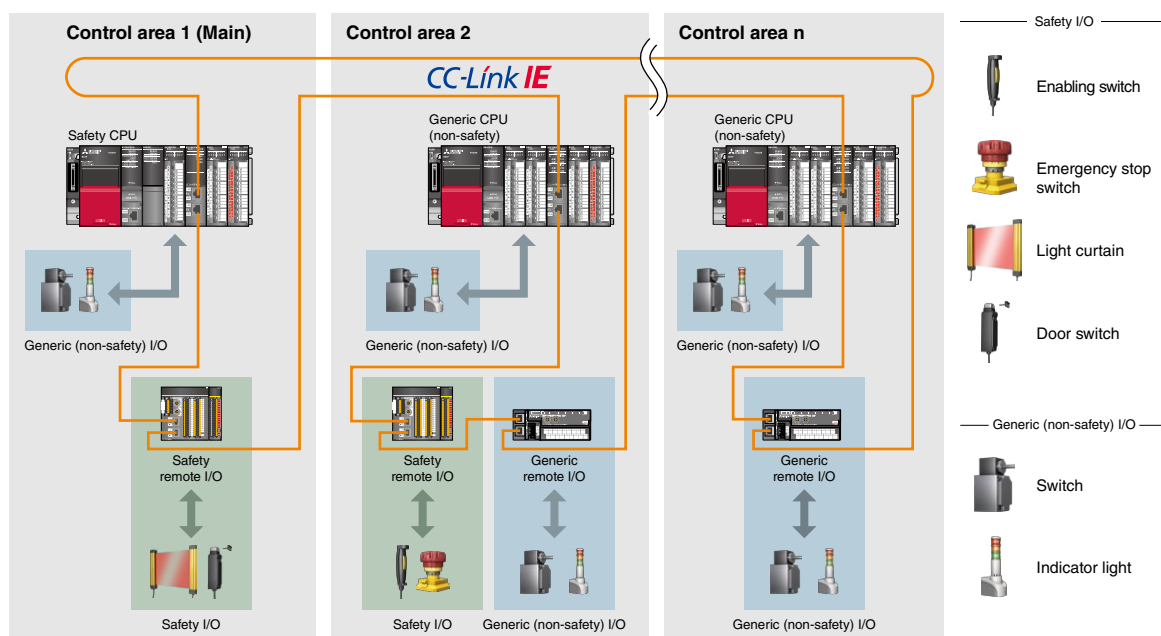 Control area 1 (Main)
Control area 2
Control area n
CC-Link IE
Safety CPU
Generic CPU
(non-safety)
Generic CPU
(non-safety)
Generic (non-safety) I/O
Generic (non-safety) I/O
Generic (non-safety) I/O
Safety
remote I/O
Safety
remote I/O
Generic
remote I/O
Generic
remote I/O
Safety I/O
Safety I/O
Generic (non-safety) I/O
Generic (non-safety) I/O
Safety I/O
Enabling switch
Emergency stop
switch
Light curtain
Door switch
Generic (non-safety) I/O
Switch
Indicator light